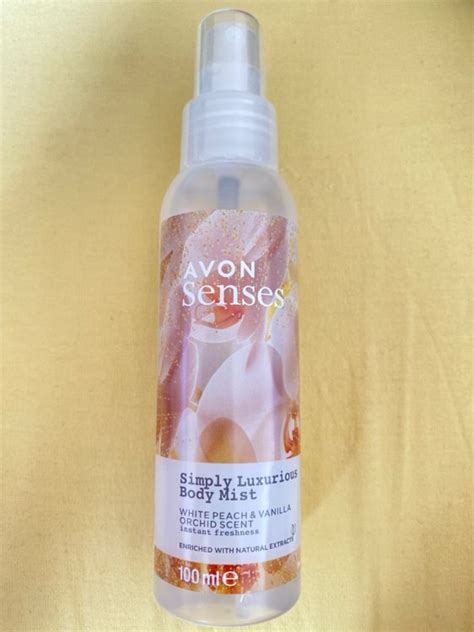 AVON
Senses
Simply Luxurious
Body Mist
WHITE PEACH & VANILLA
ORCHID SCENT
instant freshness
ENRICHED WITH NATURAL EXTRACTS
100 ml ℮